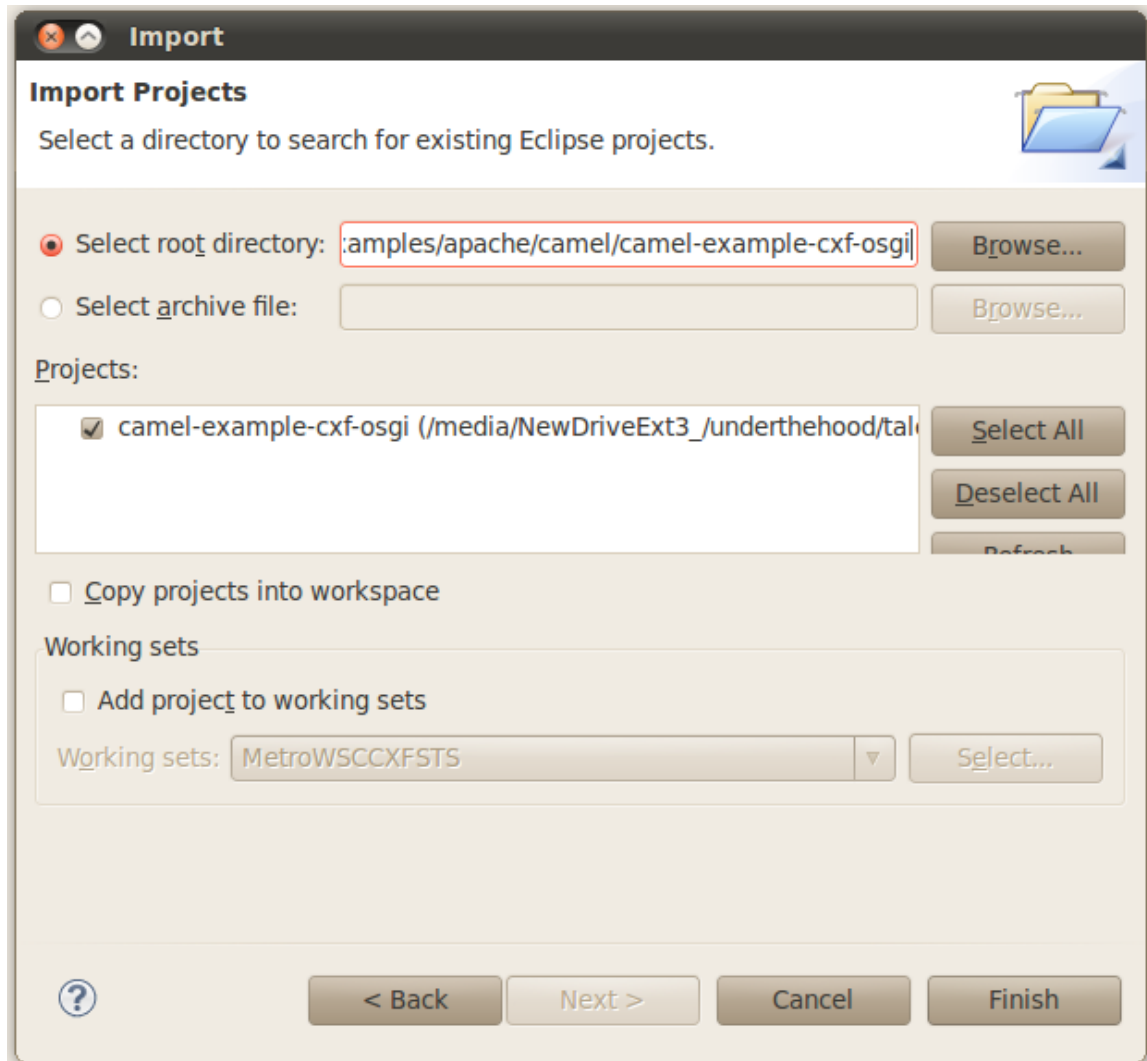 Import
Import Projects
Select a directory to search for existing Eclipse projects.
Select root directory: :amples/apache/camel/camel-example-cxf-osgi Browse...
Select archive file: Browse...
Projects:
camel-example-cxf-osgi (/media/NewDriveExt3_/underthehood/tal Select All
Deselect All
Refresh
Copy projects into workspace
Working sets
Add project to working sets
Working sets: MetroWSCCXFSTS Select...
? < Back Next > Cancel Finish